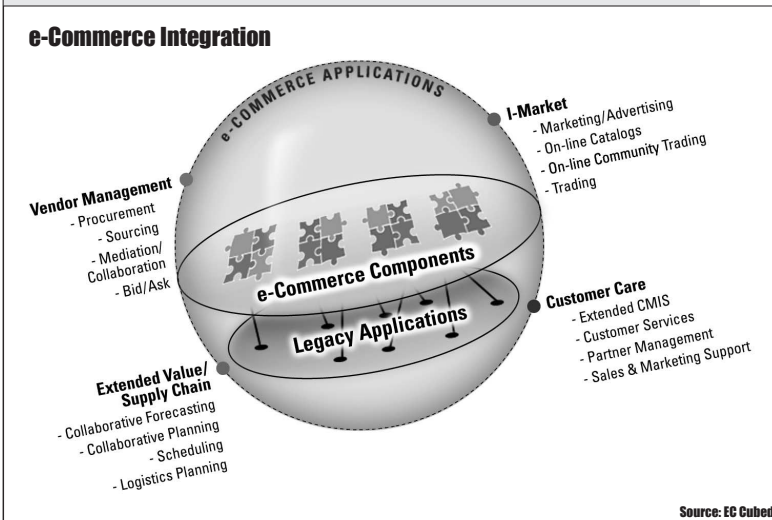 e-Commerce Integration
e-COMMERCE APPLICATIONS
I-Market
- Marketing/Advertising
- On-line Catalogs
- On-line Community Trading
- Trading
Vendor Management
- Procurement
- Sourcing
- Mediation/
Collaboration
- Bid/Ask
e-Commerce Components
Legacy Applications
Customer Care
- Extended CMIS
- Customer Services
- Partner Management
- Sales & Marketing Support
Extended Value/
Supply Chain
- Collaborative Forecasting
- Collaborative Planning
- Scheduling
- Logistics Planning
Source: EC Cubed